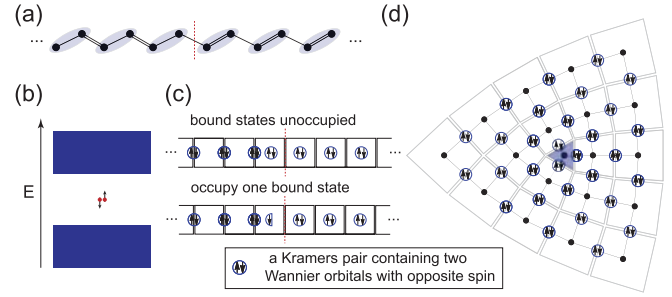 (a)
(d)
...
...
(b)
(c)
bound states unoccupied
...
...
E
occupy one bound state
...
...
a Kramers pair containing two
Wannier orbitals with opposite spin